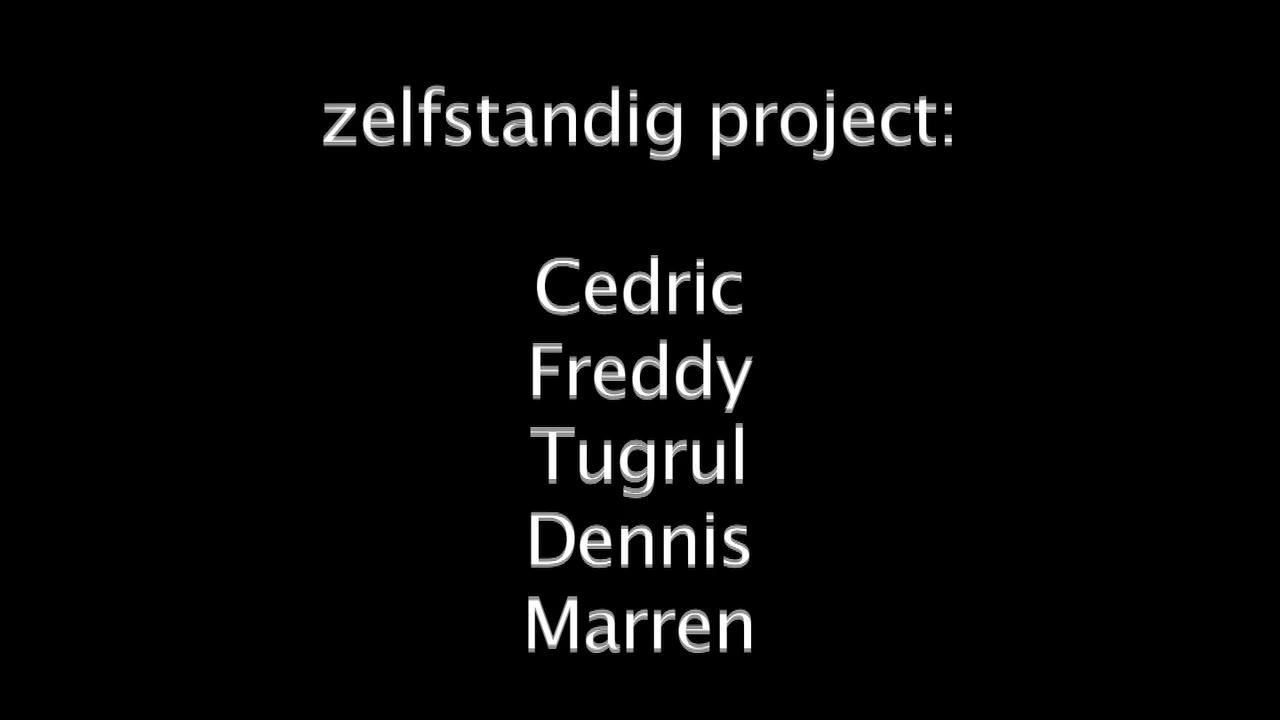 zelfstandig project:
Cedric
Freddy
Tugrul
Dennis
Marren